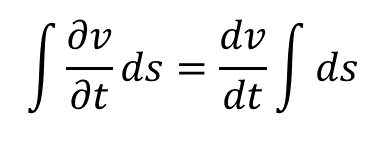 ∫ ∂v/∂t ds = dv/dt ∫ ds